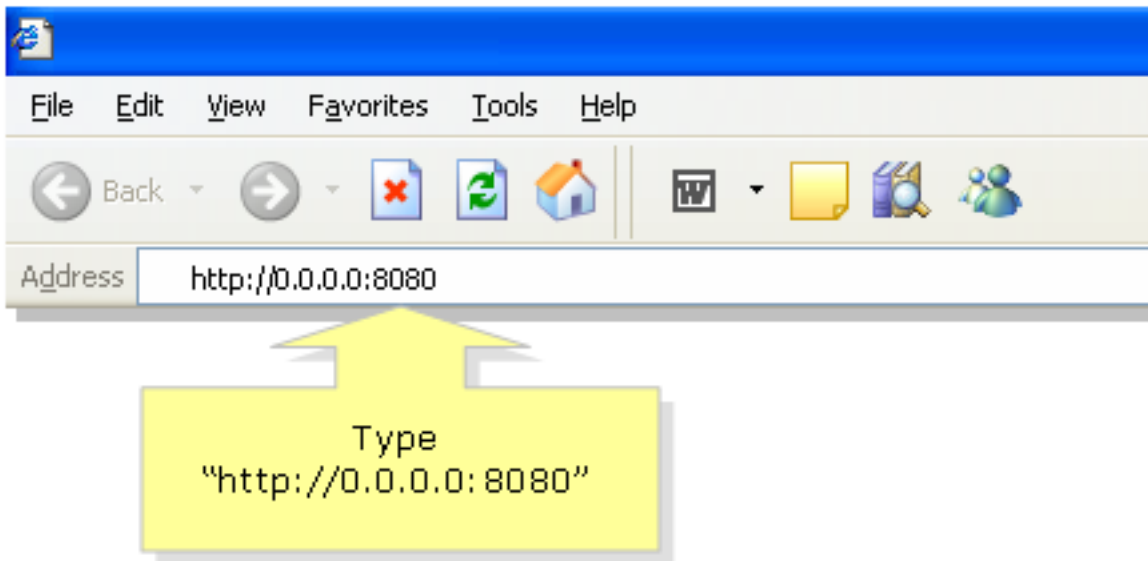 File Edit View Favorites Tools Help
Back W
Address http://0.0.0.0:8080
Type
“http://0.0.0.0:8080”